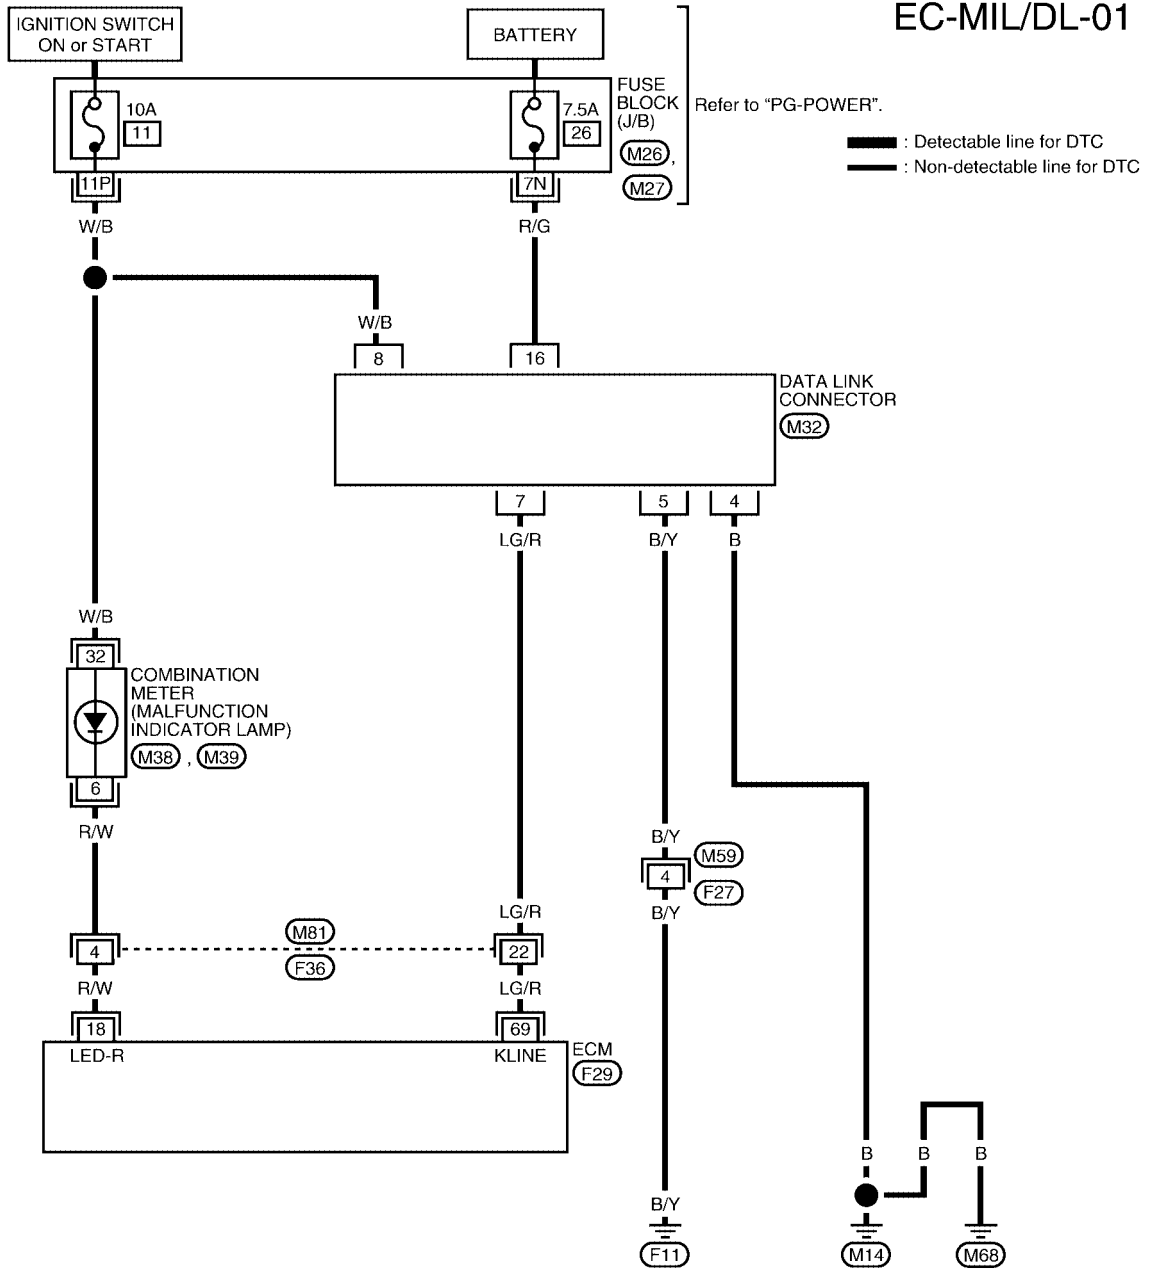 EC-MIL/DL-01
IGNITION SWITCH
ON or START
BATTERY
10A
11
7.5A
26
FUSE
BLOCK
(J/B)
M26 ,
M27
Refer to “PG-POWER”.
: Detectable line for DTC
: Non-detectable line for DTC
11P
7N
W/B
R/G
W/B
8
16
DATA LINK
CONNECTOR
M32
7
5
4
LG/R
B/Y
B
W/B
32
COMBINATION
METER
(MALFUNCTION
INDICATOR LAMP)
M38 , M39
6
R/W
B/Y
M59
4
F27
LG/R
B/Y
M81
4
22
F36
R/W
LG/R
18
69
LED-R
KLINE
ECM
F29
B
B
B
B/Y
F11
M14
M68